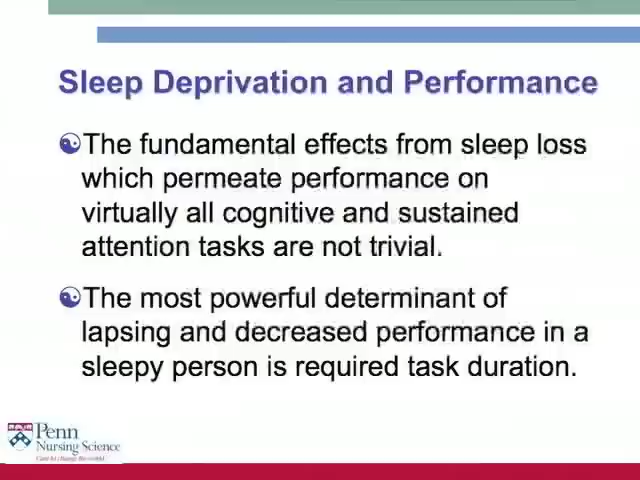 Sleep Deprivation and Performance
The fundamental effects from sleep loss
which permeate performance on
virtually all cognitive and sustained
attention tasks are not trivial.
The most powerful determinant of
lapsing and decreased performance in a
sleepy person is required task duration.
Penn
Nursing Science